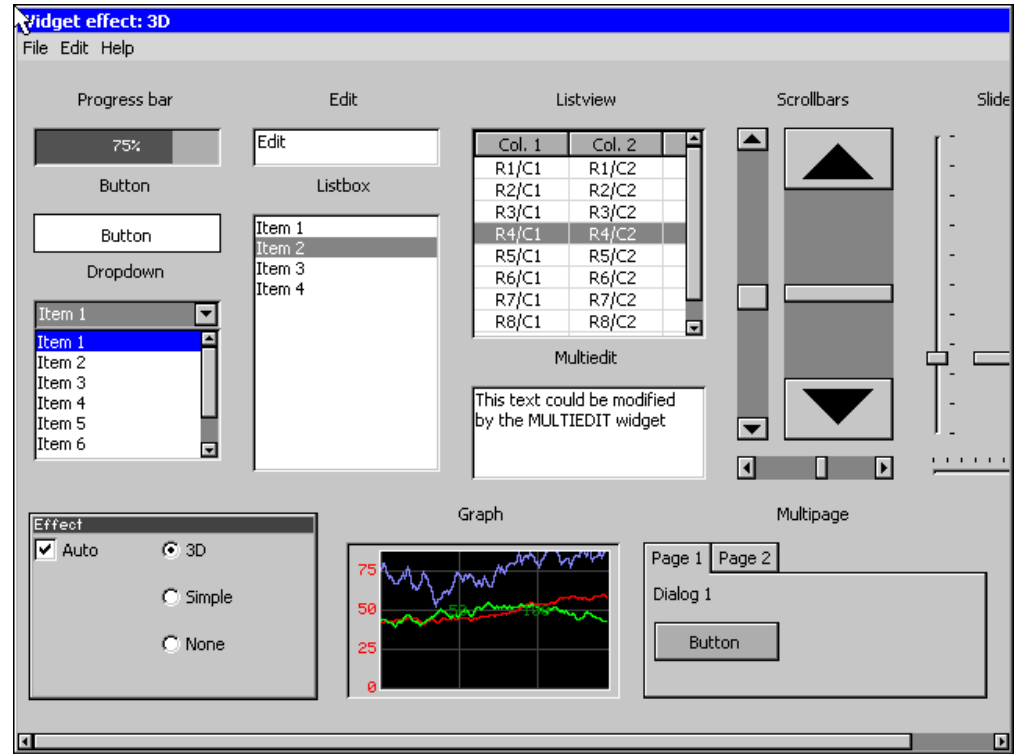 Widget effect: 3D
File Edit Help
Progress bar
Edit
Listview
Scrollbars
Slide
75%
Edit
Button
Listbox
Button
Dropdown
Item 1
Item 1
Item 2
Item 3
Item 4
Item 5
Item 6
Item 1
Item 2
Item 3
Item 4
Col. 1 Col. 2
R1/C1 R1/C2
R2/C1 R2/C2
R3/C1 R3/C2
R4/C1 R4/C2
R5/C1 R5/C2
R6/C1 R6/C2
R7/C1 R7/C2
R8/C1 R8/C2
Multiedit
This text could be modified
by the MULTIEDIT widget
Effect
Auto
3D
Simple
None
Graph
75
50
25
0
50
100
Multipage
Page 1 Page 2
Dialog 1
Button